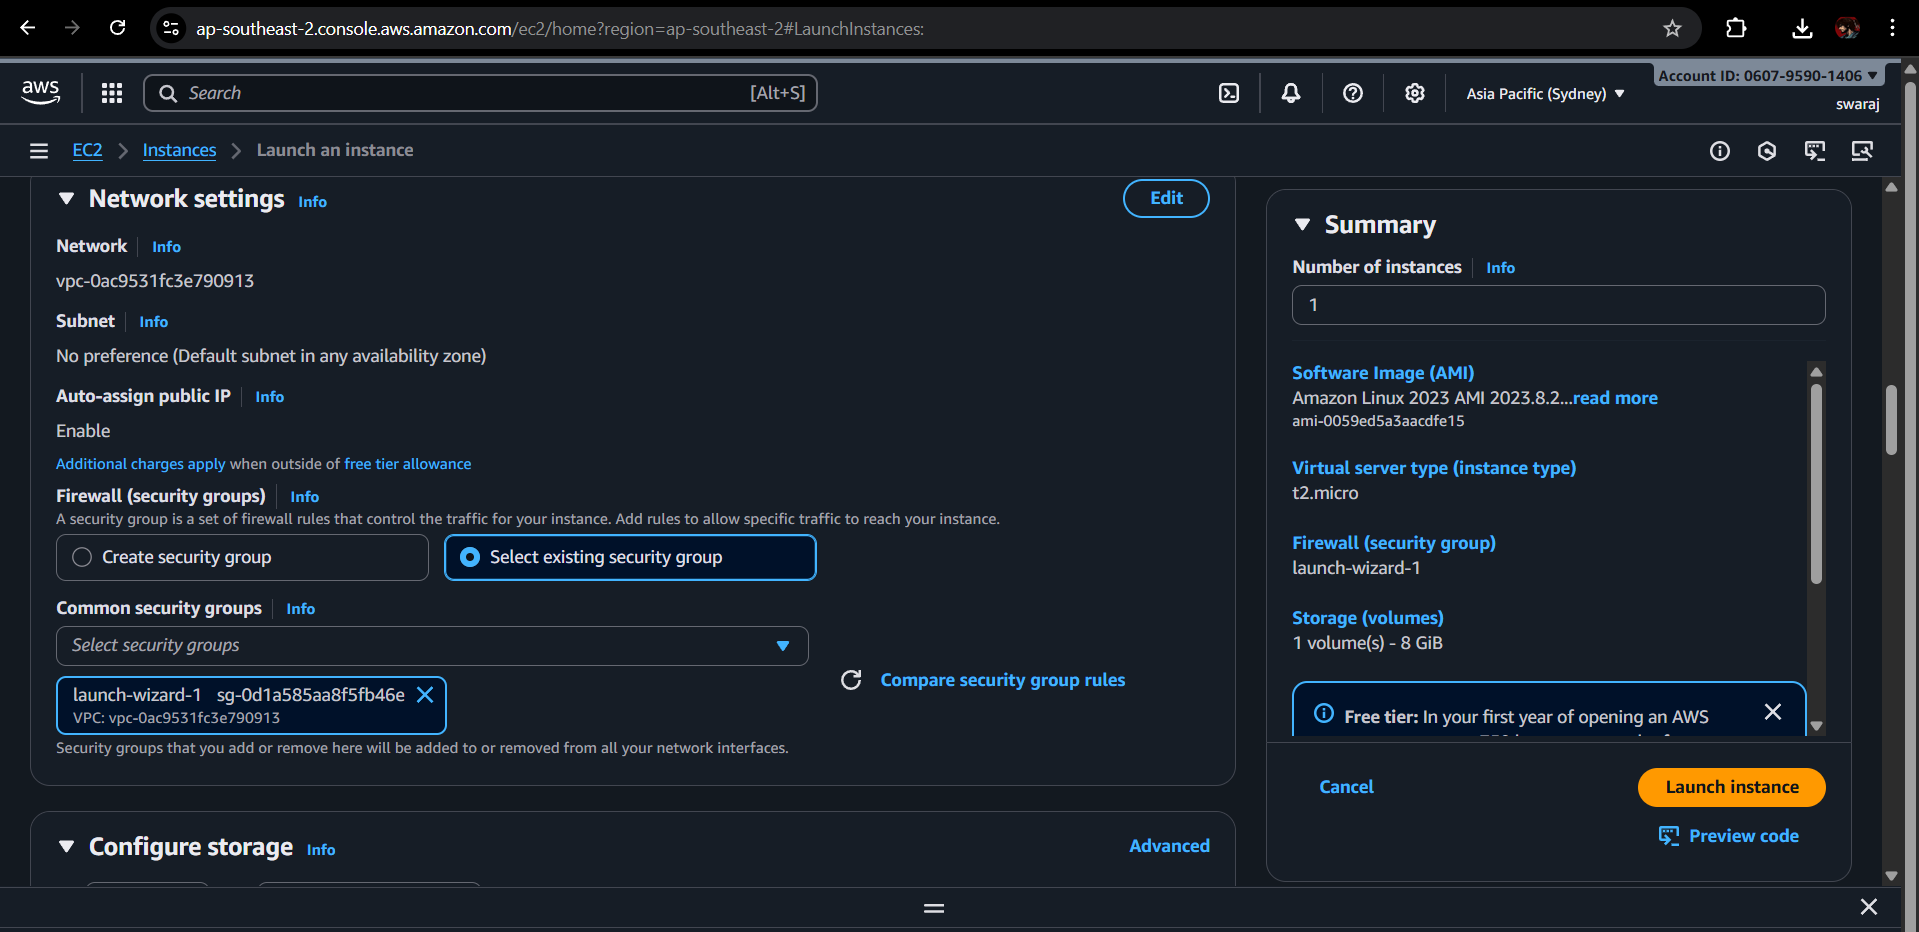 ap-southeast-2.console.aws.amazon.com/ec2/home?region=ap-southeast-2#LaunchInstances:
aws
Search [Alt+S]
Asia Pacific (Sydney)
Account ID: 0607-9590-1406
swaraj
EC2 > Instances > Launch an instance
Network settings Info
Edit
Network Info
vpc-0ac9531fc3e790913
Subnet Info
No preference (Default subnet in any availability zone)
Auto-assign public IP Info
Enable
Additional charges apply when outside of free tier allowance
Firewall (security groups) Info
A security group is a set of firewall rules that control the traffic for your instance. Add rules to allow specific traffic to reach your instance.
Create security group
Select existing security group
Common security groups Info
Select security groups
launch-wizard-1 sg-0d1a585aa8f5fb46e
VPC: vpc-0ac9531fc3e790913
Compare security group rules
Security groups that you add or remove here will be added to or removed from all your network interfaces.
Configure storage Info
Advanced
Summary
Number of instances Info
1
Software Image (AMI)
Amazon Linux 2023 AMI 2023.8.2...read more
ami-0059ed5a3aacdfe15
Virtual server type (instance type)
t2.micro
Firewall (security group)
launch-wizard-1
Storage (volumes)
1 volume(s) - 8 GiB
Free tier: In your first year of opening an AWS
Cancel
Launch instance
Preview code